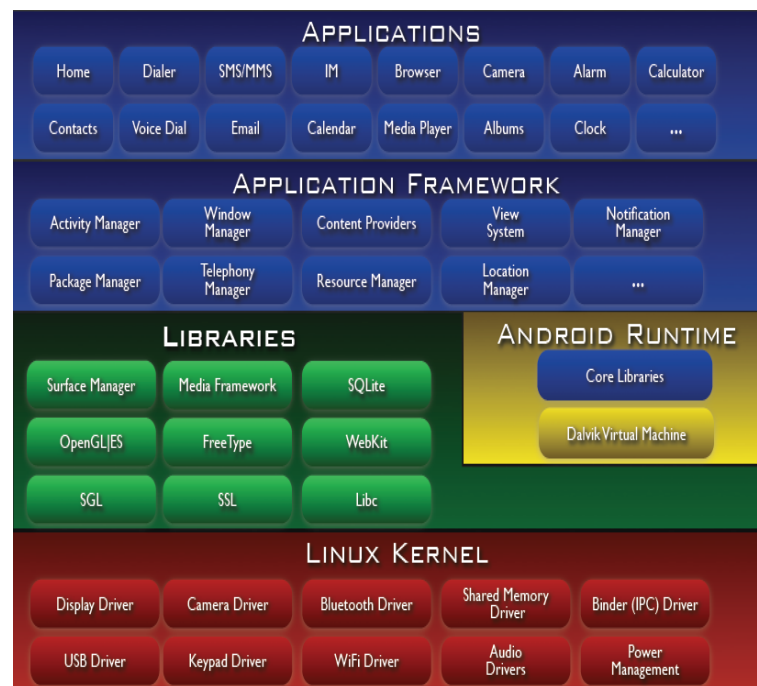 APPLICATIONS
Home Dialer SMS/MMS IM Browser Camera Alarm Calculator
Contacts Voice Dial Email Calendar Media Player Albums Clock ...
APPLICATION FRAMEWORK
Activity Manager
Window
Manager
Content Providers
View
System
Notification
Manager
Package Manager
Telephony
Manager
Resource Manager
Location
Manager
...
LIBRARIES
Surface Manager Media Framework SQLite
OpenGL|ES FreeType WebKit
SGL SSL Libc
ANDROID RUNTIME
Core Libraries
Dalvik Virtual Machine
LINUX KERNEL
Display Driver
Camera Driver
Bluetooth Driver
Shared Memory
Driver
Binder (IPC) Driver
USB Driver
Keypad Driver
WiFi Driver
Audio
Drivers
Power
Management